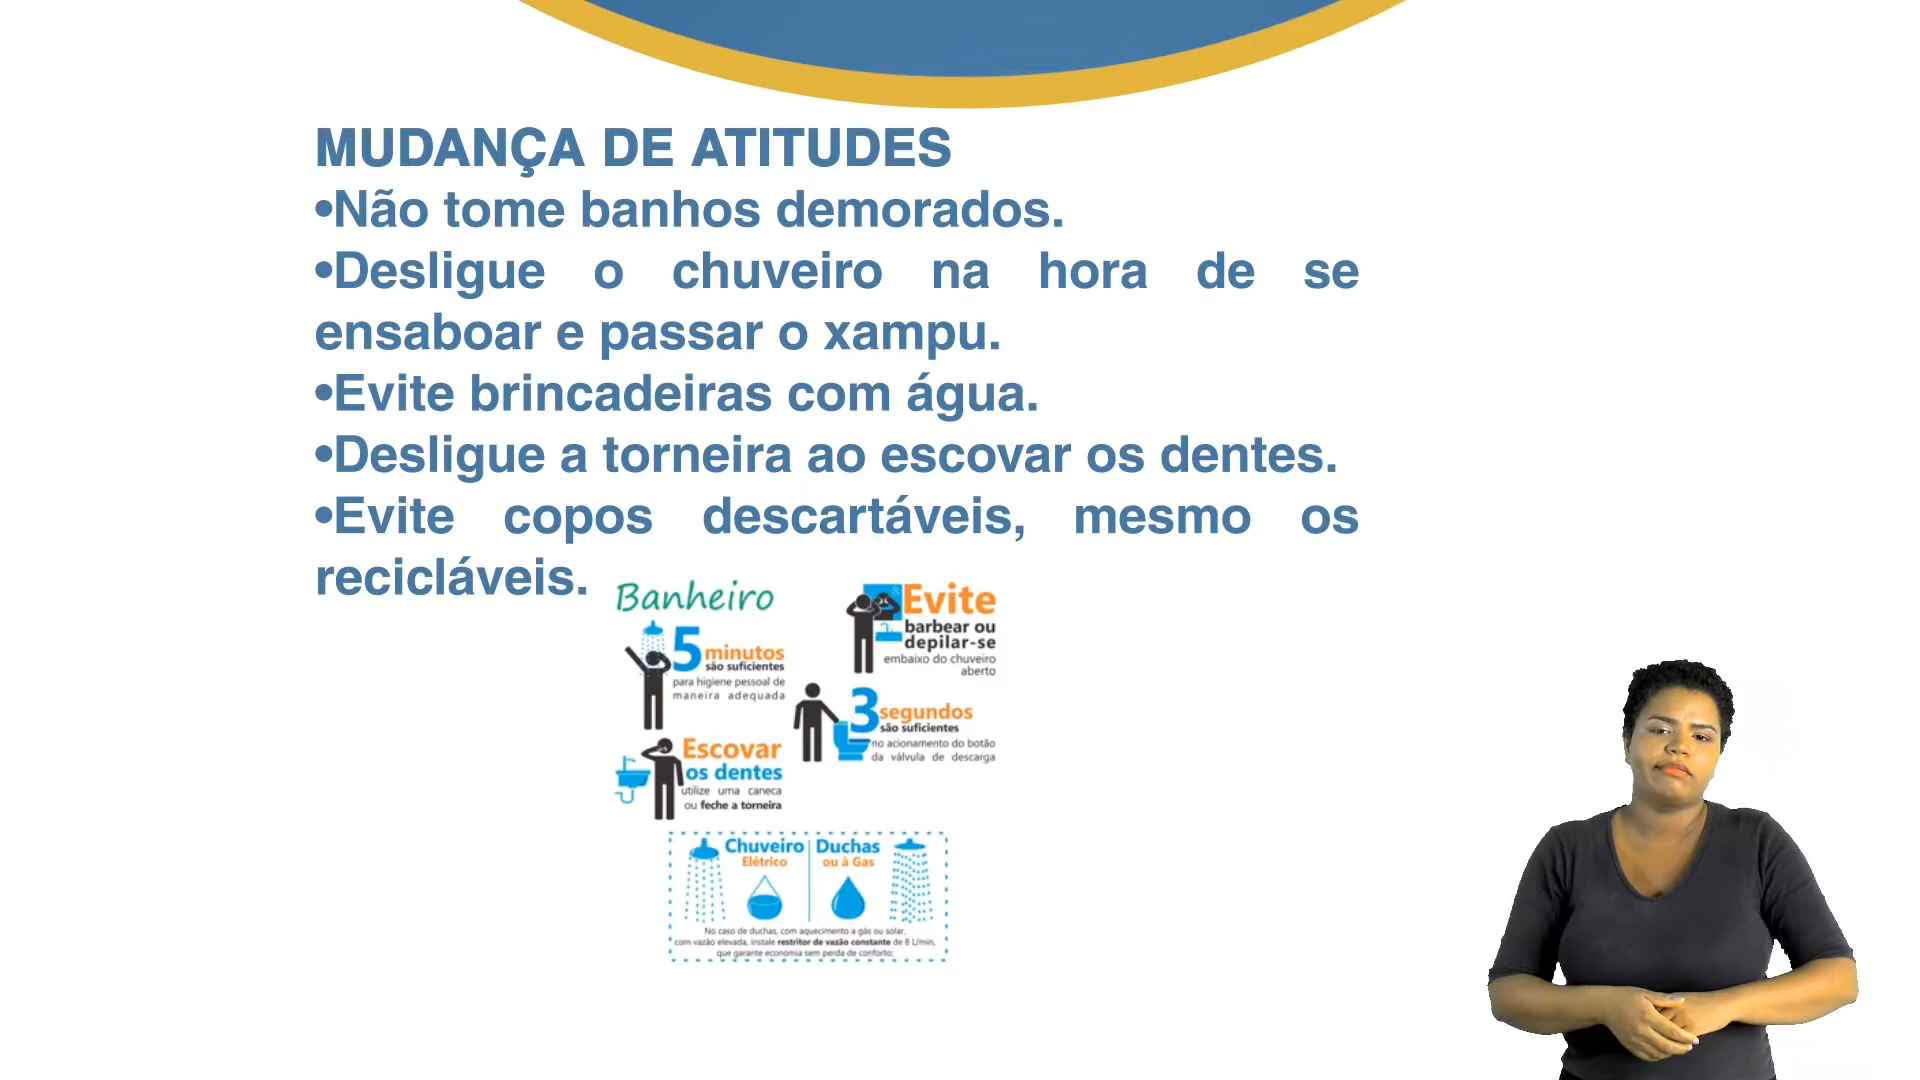 MUDANÇA DE ATITUDES
•Não tome banhos demorados.
•Desligue o chuveiro na hora de se
ensaboar e passar o xampu.
•Evite brincadeiras com água.
•Desligue a torneira ao escovar os dentes.
•Evite copos descartáveis, mesmo os
recicláveis.
Banheiro
5 minutos
são suficientes
para higiene pessoal de
maneira adequada
Evite
barbear ou
depilar-se
embaixo do chuveiro
aberto
3 segundos
são suficientes
no acionamento do botão
da válvula de descarga
Escovar
os dentes
utilize uma caneca
ou feche a torneira
Chuveiro
Elétrico
Duchas
ou à Gas
No caso de duchas, com aquecimento a gás ou solar,
com vazão elevada, instale restritor de vazão constante de 8 L/min,
que garante economia sem perda de conforto;